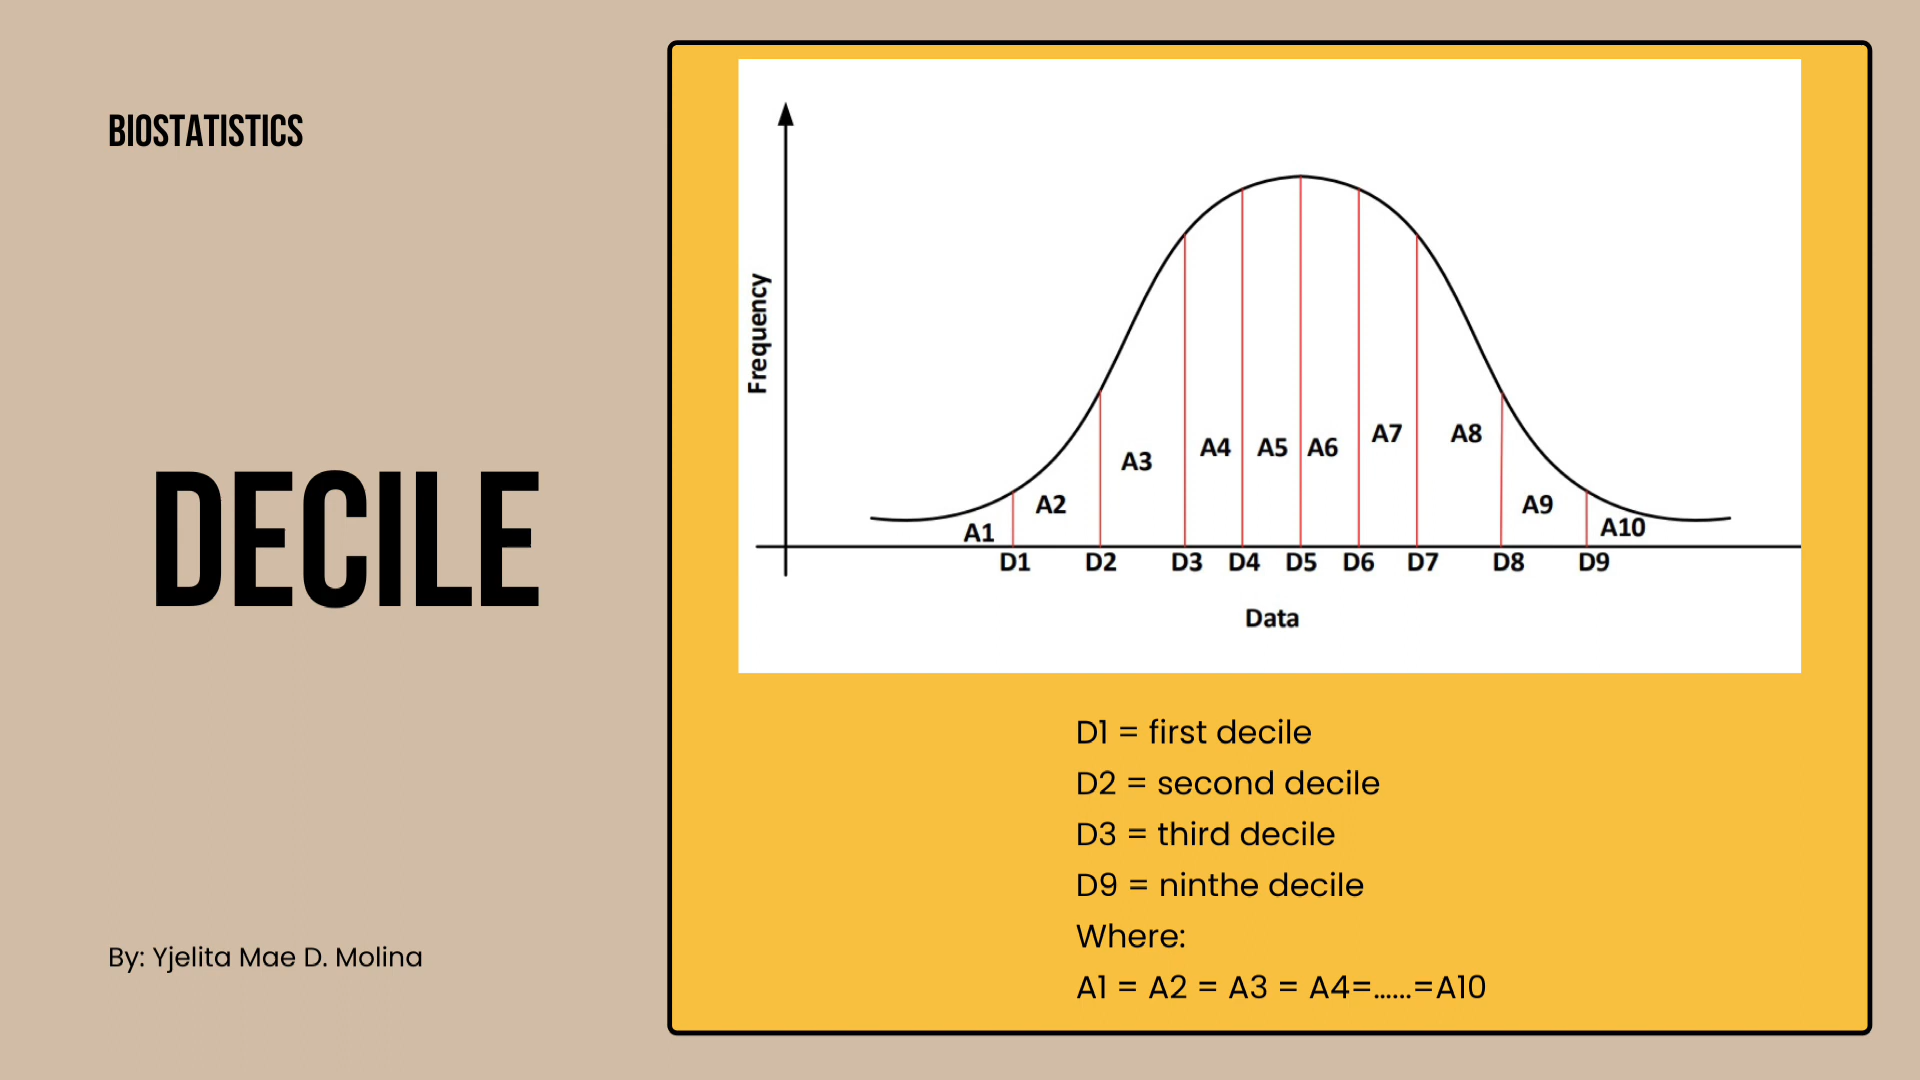 BIOSTATISTICS
DECILE
By: Yjelita Mae D. Molina
Frequency
A1
A2
A3
A4
A5
A6
A7
A8
A9
A10
D1
D2
D3
D4
D5
D6
D7
D8
D9
Data
D1 = first decile
D2 = second decile
D3 = third decile
D9 = ninthe decile
Where:
A1 = A2 = A3 = A4=......=A10